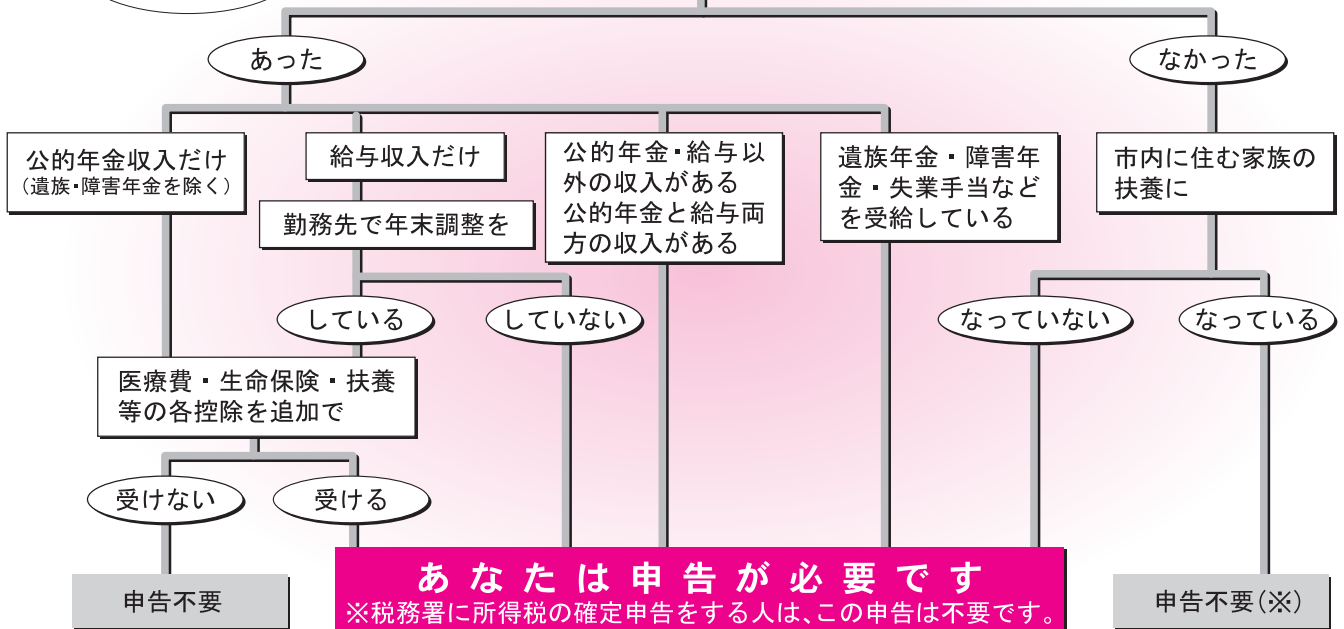 あった
なかった
公的年金収入だけ
（遺族・障害年金を除く）
給与収入だけ
勤務先で年末調整を
公的年金・給与以
外の収入がある
公的年金と給与両
方の収入がある
遺族年金・障害年
金・失業手当など
を受給している
市内に住む家族の
扶養に
している
していない
なっていない
なっている
医療費・生命保険・扶養
等の各控除を追加で
受けない
受ける
申告不要
あなたは申告が必要です
※税務署に所得税の確定申告をする人は、この申告は不要です。
申告不要（※）